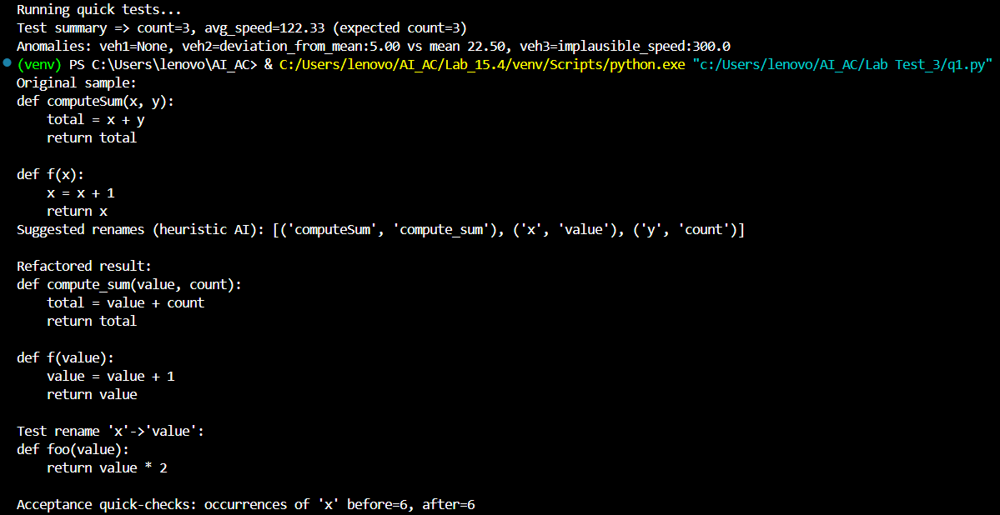 Running quick tests...
Test summary => count=3, avg_speed=122.33 (expected count=3)
Anomalies: veh1=None, veh2=deviation_from_mean:5.00 vs mean 22.50, veh3=implausible_speed:300.0
(venv) PS C:\Users\lenovo\AI_AC> & C:/Users/lenovo/AI_AC/Lab_15.4/venv/Scripts/python.exe "c:/Users/lenovo/AI_AC/Lab Test_3/q1.py"
Original sample:
def computeSum(x, y):
    total = x + y
    return total

def f(x):
    x = x + 1
    return x
Suggested renames (heuristic AI): [('computeSum', 'compute_sum'), ('x', 'value'), ('y', 'count')]

Refactored result:
def compute_sum(value, count):
    total = value + count
    return total

def f(value):
    value = value + 1
    return value

Test rename 'x'->'value':
def foo(value):
    return value * 2

Acceptance quick-checks: occurrences of 'x' before=6, after=6